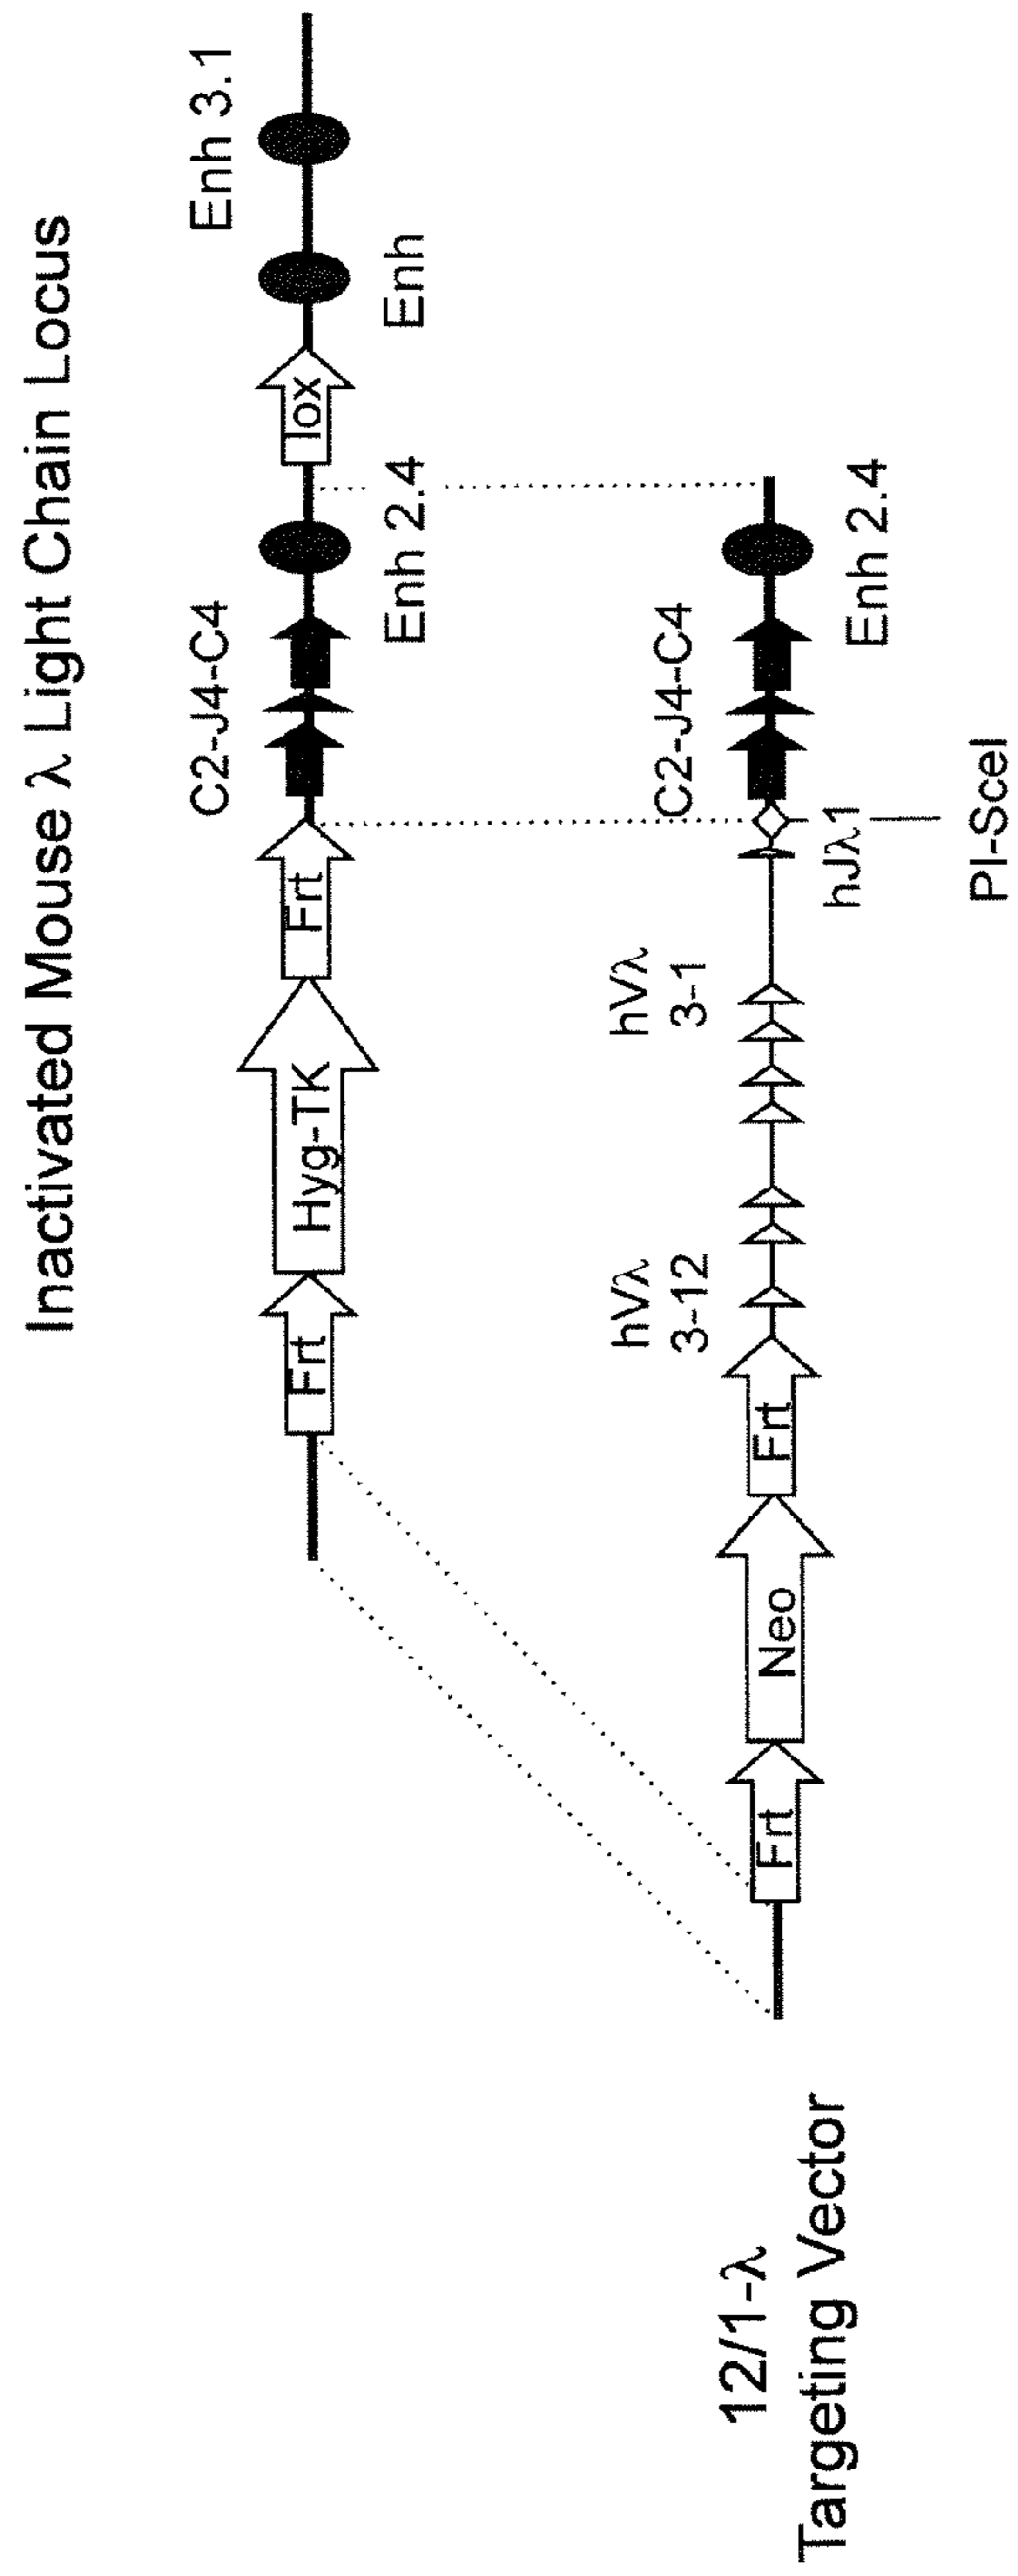 Inactivated Mouse λ Light Chain Locus
Enh 3.1
C2-J4-C4
Frt
Hyg-TK
Frt
lox
Enh 2.4
Enh
hVλ
3-12
hVλ
3-1
C2-J4-C4
12/1-λ
Targeting Vector
Frt
Neo
Frt
hJλ1
Enh 2.4
PI-SceI